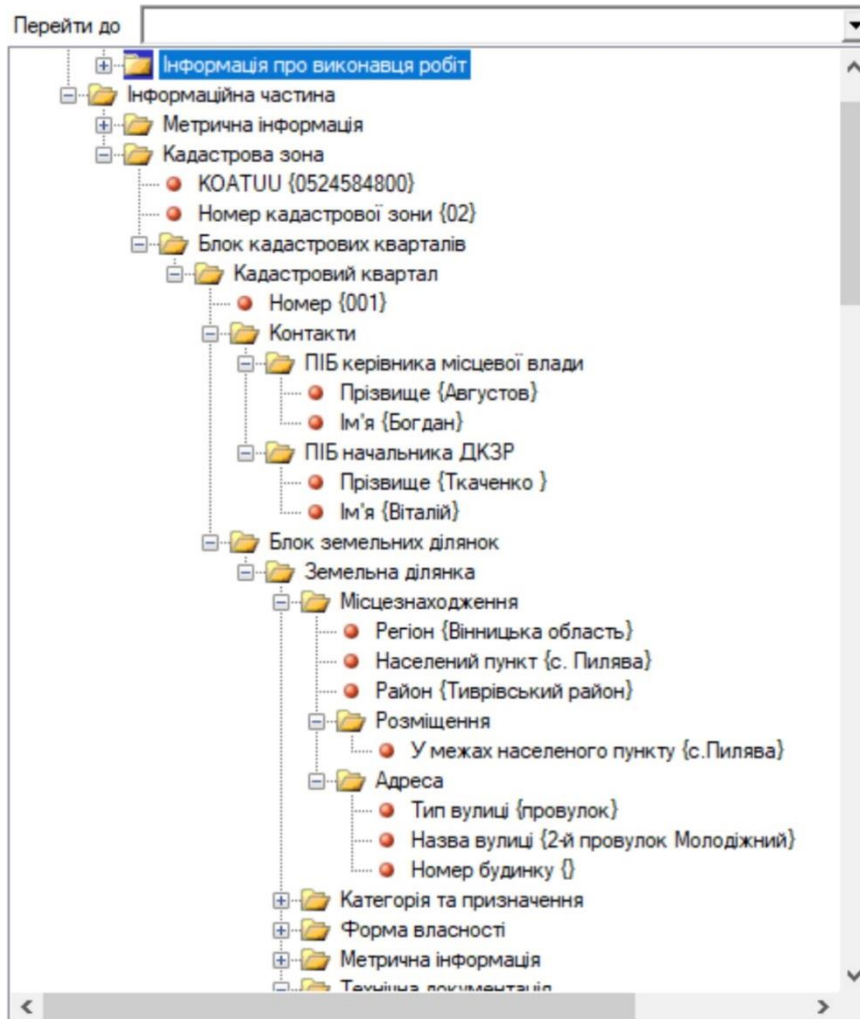 Перейти до
Інформація про виконавця робіт
Інформаційна частина
Метрична інформація
Кадастрова зона
KOATUU {0524584800}
Номер кадастрової зони {02}
Блок кадастрових кварталів
Кадастровий квартал
Номер {001}
Контакти
ПІБ керівника місцевої влади
Прізвище {Августов}
Ім'я {Богдан}
ПІБ начальника ДКЗР
Прізвище {Ткаченко }
Ім'я {Віталій}
Блок земельних ділянок
Земельна ділянка
Місцезнаходження
Регіон {Вінницька область}
Населений пункт {с. Пилява}
Район {Тиврівський район}
Розміщення
У межах населеного пункту {с.Пилява}
Адреса
Тип вулиці {провулок}
Назва вулиці {2-й провулок Молодіжний}
Номер будинку {}
Категорія та призначення
Форма власності
Метрична інформація
Технічна документація